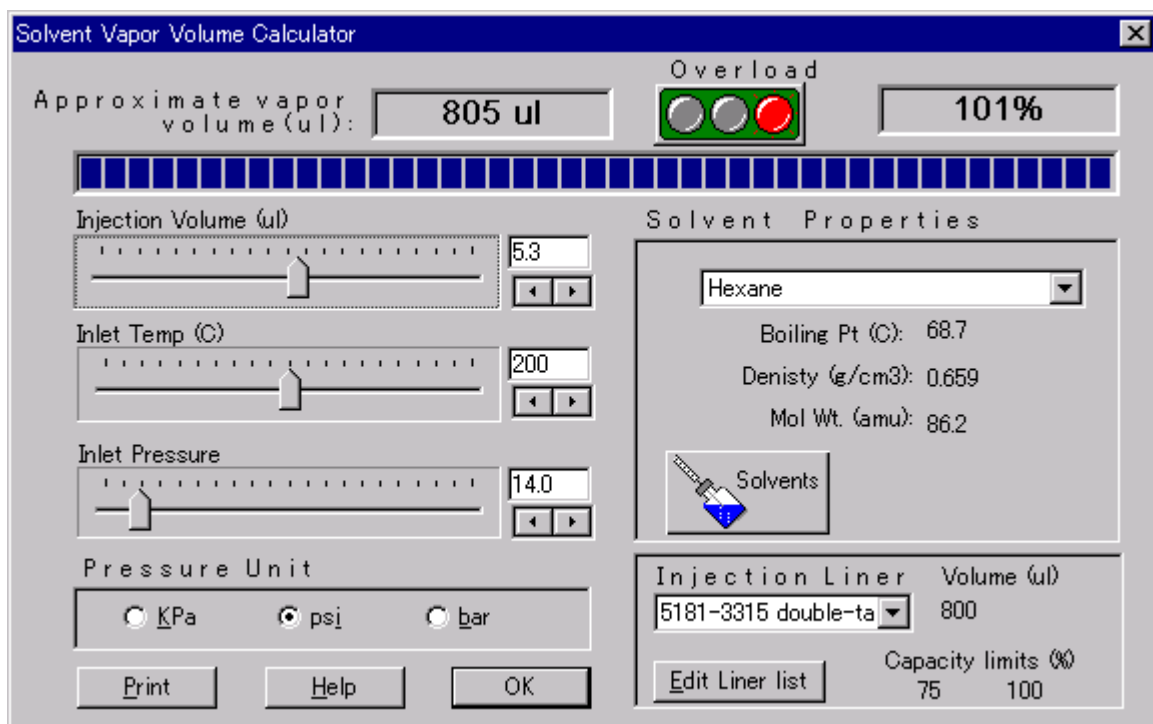 Solvent Vapor Volume Calculator
Overload
Approximate vapor
volume(ul):
805 ul
101%
Injection Volume (ul)
5.3
Inlet Temp (C)
200
Inlet Pressure
14.0
Pressure Unit
KPa
psi
bar
Print
Help
OK
Solvent Properties
Hexane
Boiling Pt (C): 68.7
Denisty (g/cm3): 0.659
Mol Wt. (amu): 86.2
Solvents
Injection Liner
Volume (ul)
5181-3315 double-ta
800
Edit Liner list
Capacity limits (%)
75 100